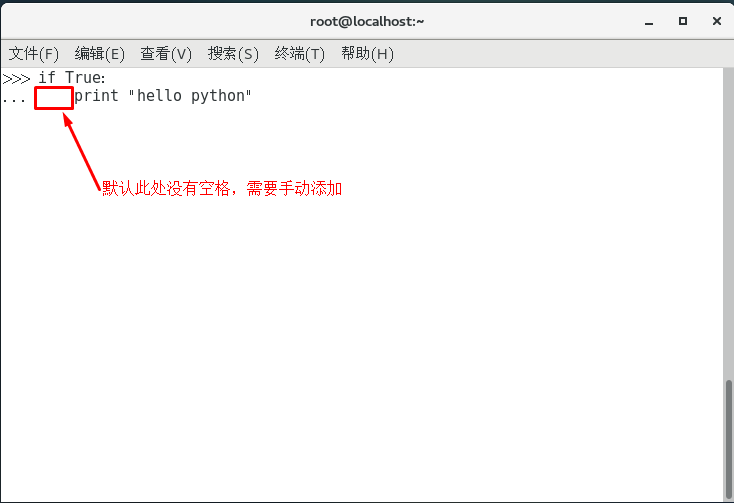 root@localhost:~
文件(F) 编辑(E) 查看(V) 搜索(S) 终端(T) 帮助(H)
>>> if True:
...     print "hello python"
默认此处没有空格，需要手动添加